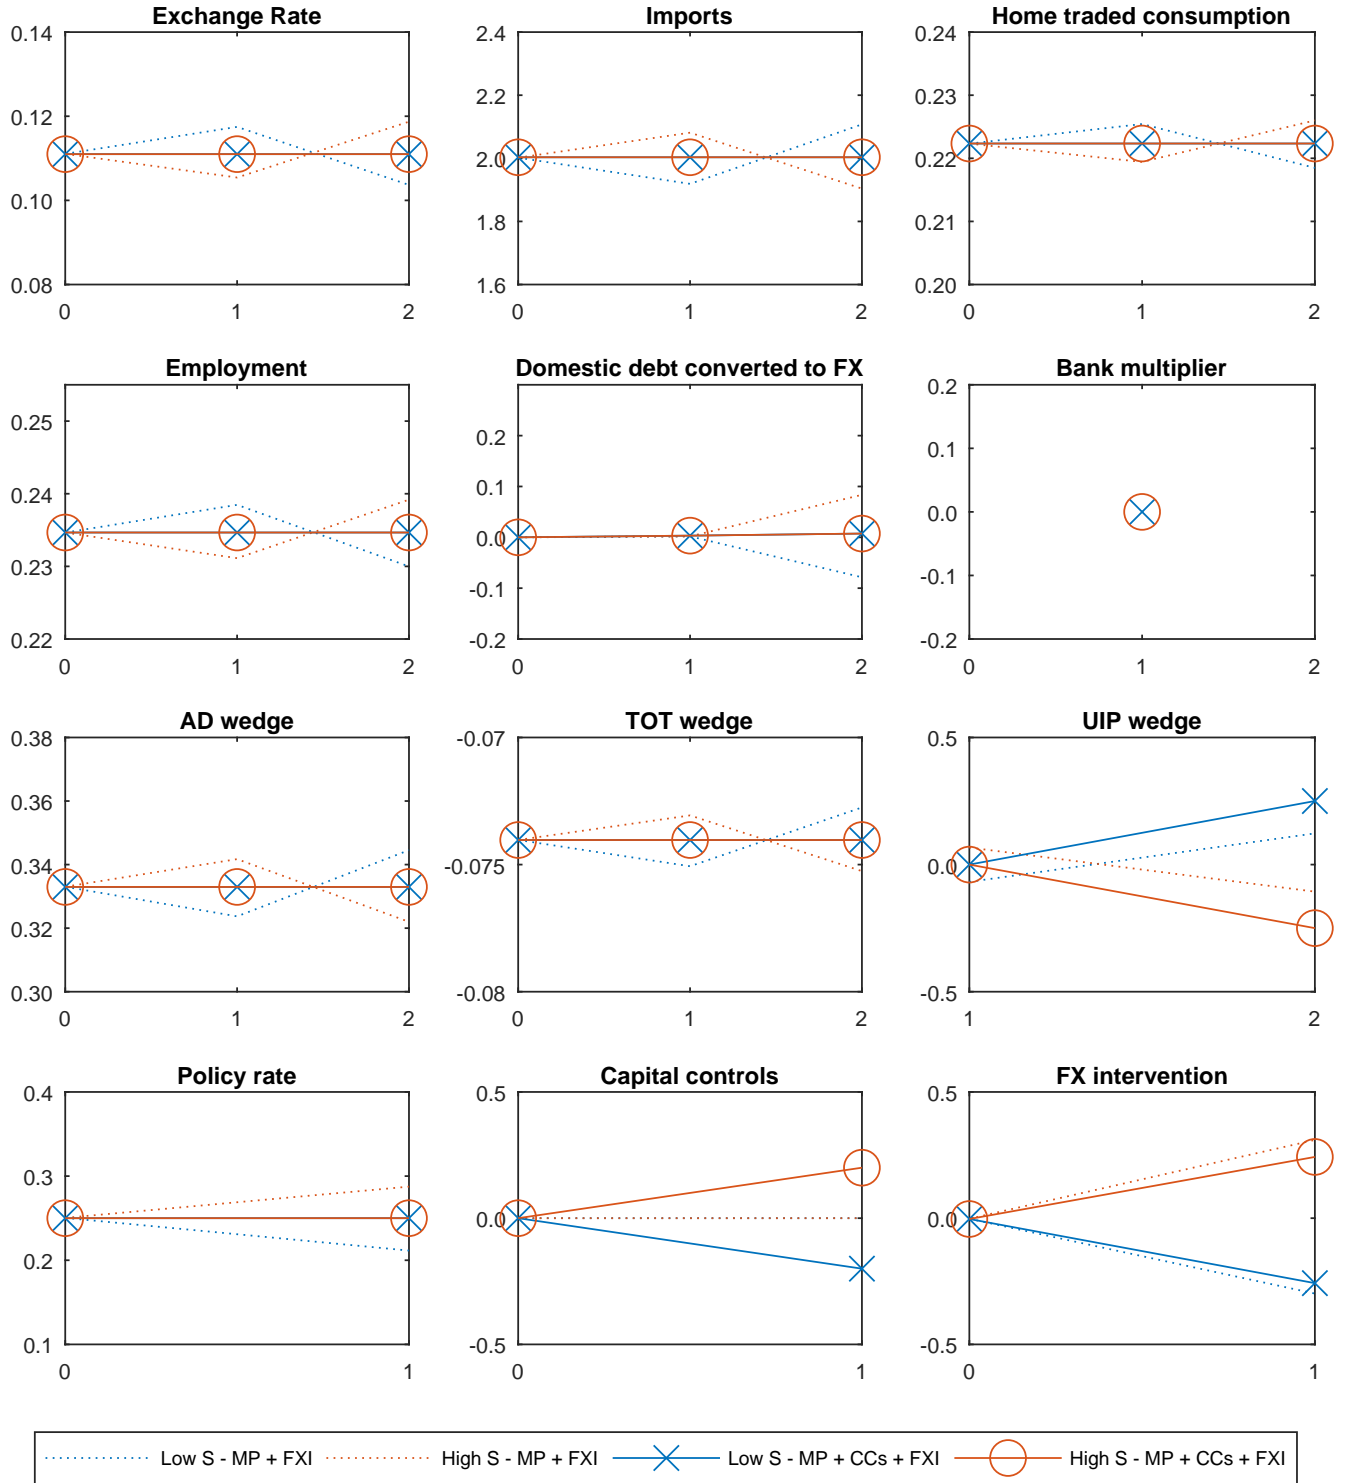 Exchange Rate
0.14
0.12
0.10
0.08
0 1 2
Imports
2.4
2.2
2.0
1.8
1.6
0 1 2
Home traded consumption
0.24
0.23
0.22
0.21
0.20
0 1 2
Employment
0.25
0.24
0.23
0.22
0 1 2
Domestic debt converted to FX
0.2
0.1
0.0
-0.1
-0.2
0 1 2
Bank multiplier
0.2
0.1
0.0
-0.1
-0.2
0 1 2
AD wedge
0.38
0.36
0.34
0.32
0.30
0 1 2
TOT wedge
-0.07
-0.075
-0.08
0 1 2
UIP wedge
0.5
0.0
-0.5
1 2
Policy rate
0.4
0.3
0.2
0.1
0 1
Capital controls
0.5
0.0
-0.5
0 1
FX intervention
0.5
0.0
-0.5
0 1
Low S - MP + FXI High S - MP + FXI Low S - MP + CCs + FXI High S - MP + CCs + FXI